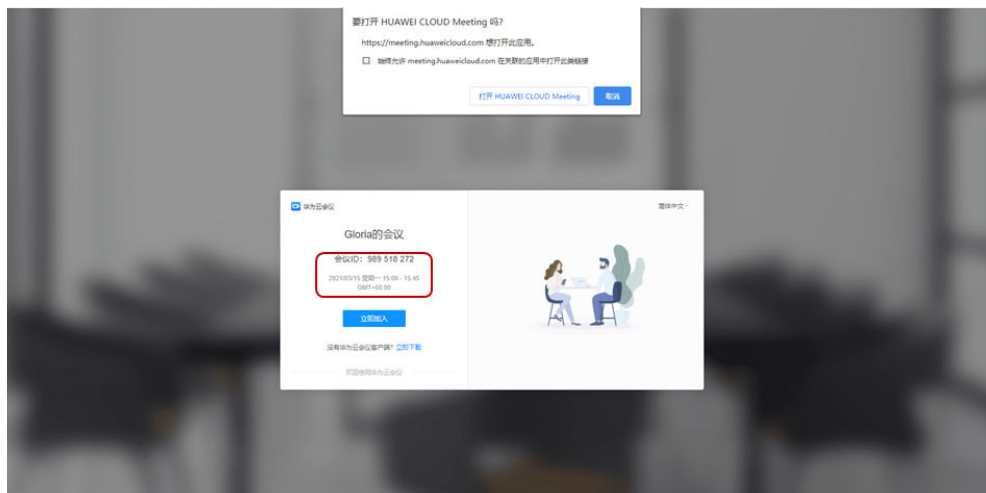 要打开 HUAWEI CLOUD Meeting 吗?
https://meeting.huaweicloud.com 想打开此应用。
始终允许 meeting.huaweicloud.com 在关联的应用中打开此类链接
打开 HUAWEI CLOUD Meeting
取消
华为云会议
简体中文
Gloria的会议
会议ID: 989 518 272
2021/03/15 星期一 15:00 - 15:45
GMT+08:00
立即加入
没有华为云会议客户端? 立即下载
欢迎使用华为云会议